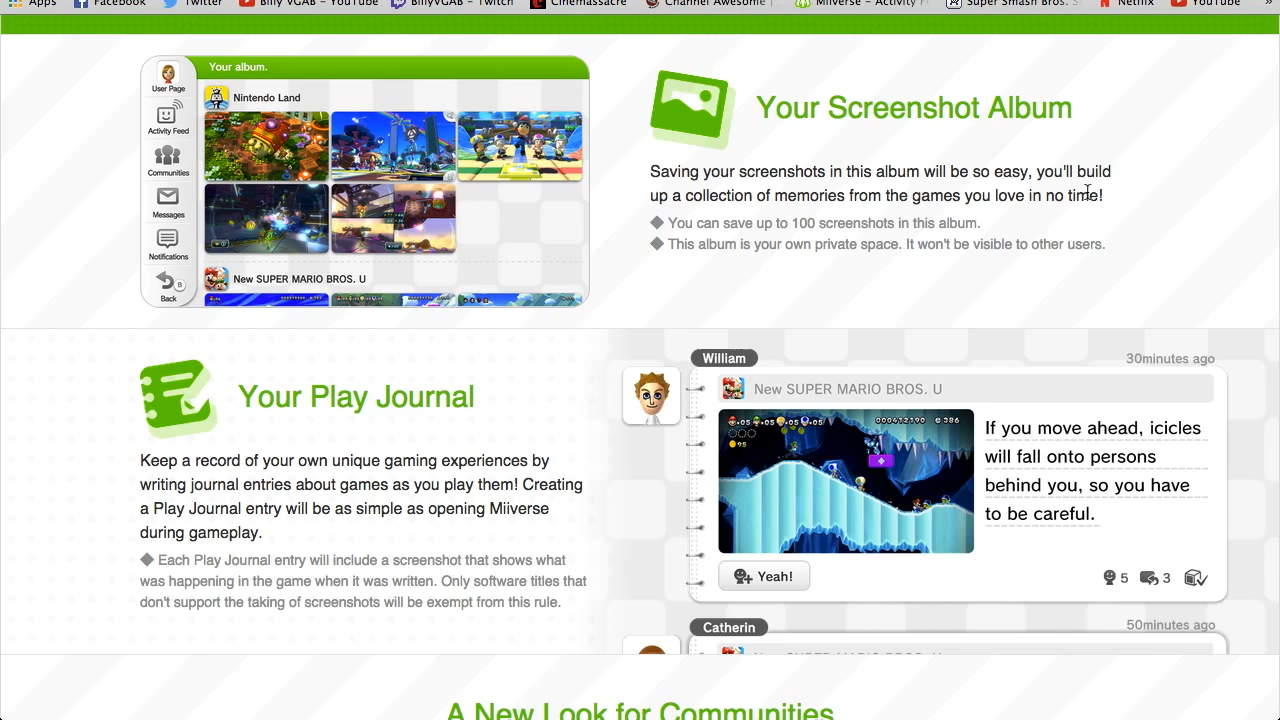 Apps Facebook Twitter Billy VGAB – YouTube BillyVGAB – Twitch Cinemassacre Channel Awesome Miiverse – Activity F Super Smash Bros. Netflix YouTube »
Your album.
User Page
Nintendo Land
Activity Feed
Communities
Messages
Notifications
New SUPER MARIO BROS. U
B
Back
Your Screenshot Album
Saving your screenshots in this album will be so easy, you'll build
up a collection of memories from the games you love in no time!
◆ You can save up to 100 screenshots in this album.
◆ This album is your own private space. It won't be visible to other users.
Your Play Journal
Keep a record of your own unique gaming experiences by
writing journal entries about games as you play them! Creating
a Play Journal entry will be as simple as opening Miiverse
during gameplay.
◆ Each Play Journal entry will include a screenshot that shows what
was happening in the game when it was written. Only software titles that
don't support the taking of screenshots will be exempt from this rule.
William
30minutes ago
New SUPER MARIO BROS. U
If you move ahead, icicles
will fall onto persons
behind you, so you have
to be careful.
Yeah!
5 3
Catherin
50minutes ago
New SUPER MARIO BROS. U
A New Look for Communities